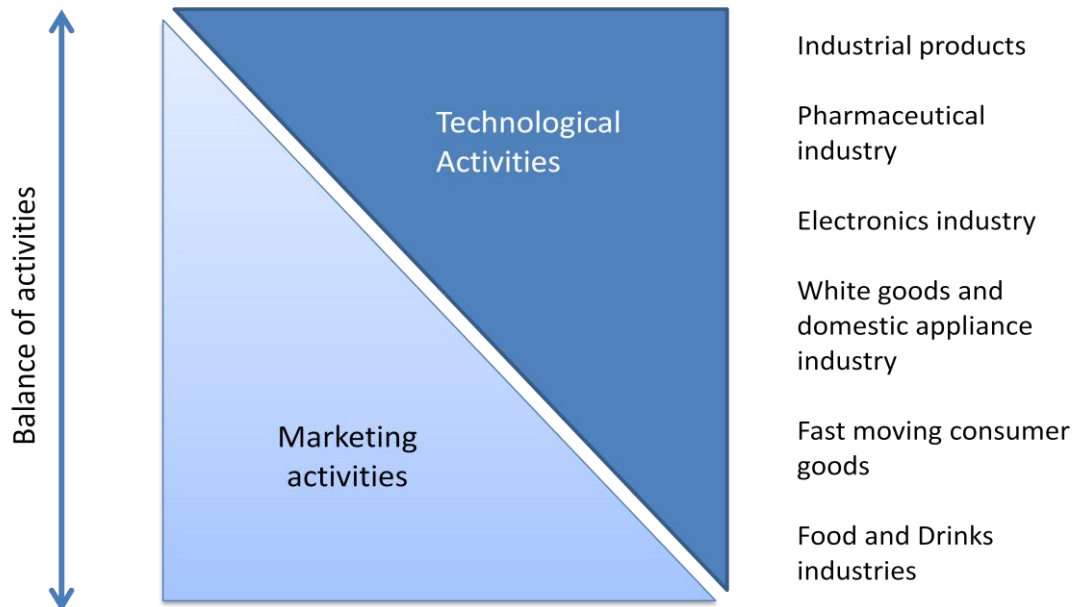 Balance of activities
Technological
Activities
Marketing
activities
Industrial products
Pharmaceutical
industry
Electronics industry
White goods and
domestic appliance
industry
Fast moving consumer
goods
Food and Drinks
industries